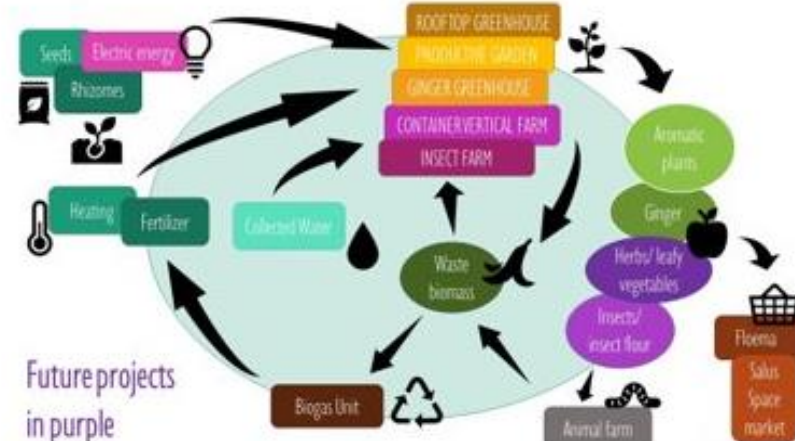 ROOFTOP GREENHOUSE
PRODUCTIVE GARDEN
GINGER GREENHOUSE
CONTAINER VERTICAL FARM
INSECT FARM
Seeds
Electric energy
Rhizomes
Heating
Fertilizer
Collected Water
Waste
biomass
Aromatic
plants
Ginger
Herbs/ leafy
vegetables
Insects/
insect flour
Floema
Salus
Space
market
Biogas Unit
Animal farm
Future projects
in purple